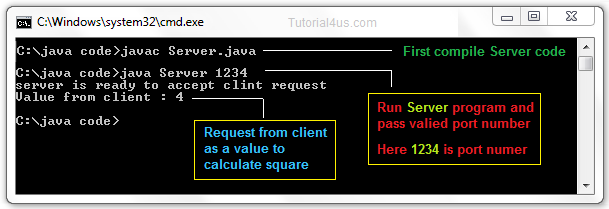 C:\Windows\system32\cmd.exe
Tutorial4us.com
C:\java code>javac Server.java
First compile Server code
C:\java code>java Server 1234
server is ready to accept clint request
Value from client : 4
C:\java code>
Run Server program and
pass valied port number
Here 1234 is port numer
Request from client
as a value to
calculate square